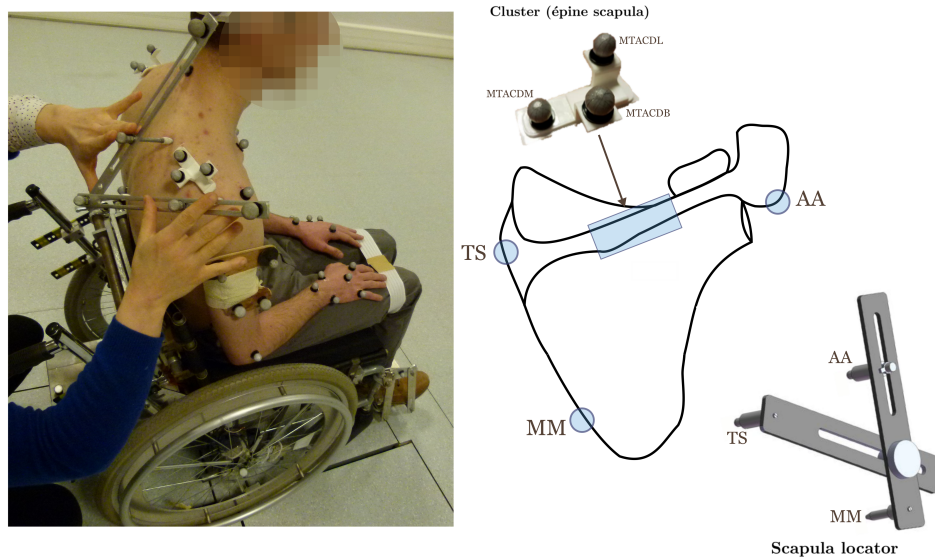 Cluster (épine scapula)
MTACDL
MTACDM
MTACDB
AA
TS
MM
AA
TS
MM
Scapula locator